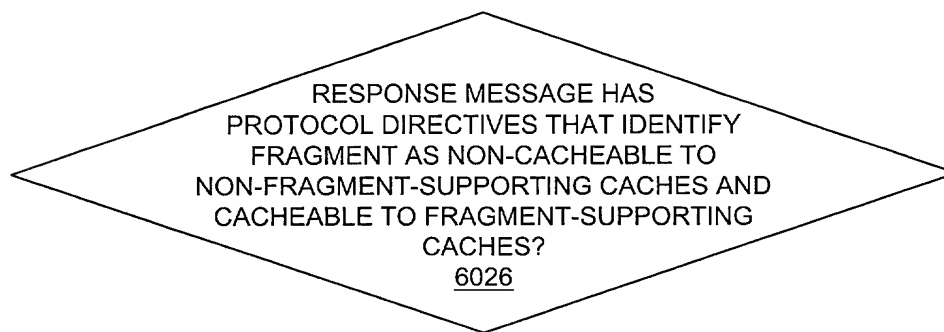 RESPONSE MESSAGE HAS
PROTOCOL DIRECTIVES THAT IDENTIFY
FRAGMENT AS NON-CACHEABLE TO
NON-FRAGMENT-SUPPORTING CACHES AND
CACHEABLE TO FRAGMENT-SUPPORTING
CACHES?
6026